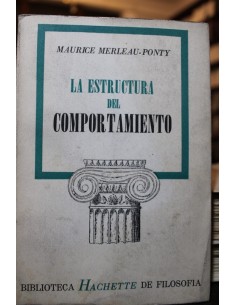 MAURICE MERLEAU-PONTY
LA ESTRUCTURA
DEL
COMPORTAMIENTO
BIBLIOTECA HACHETTE DE FILOSOFIA